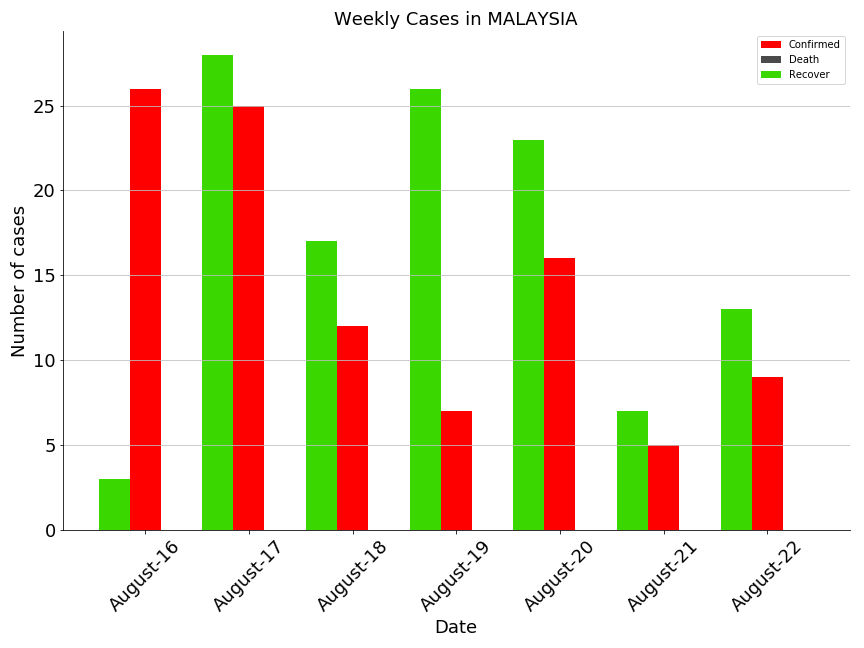 Weekly Cases in MALAYSIA
Confirmed
Death
Recover
Number of cases
25
20
15
10
5
0
August-16
August-17
August-18
August-19
August-20
August-21
August-22
Date